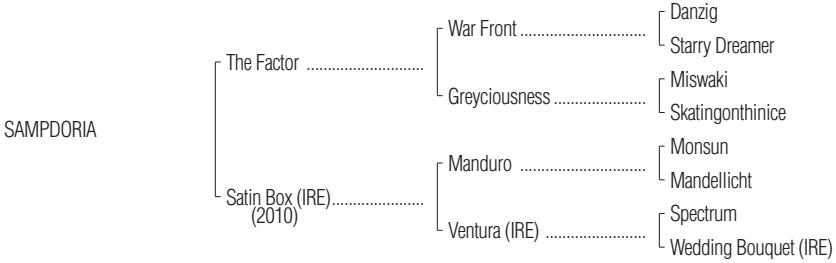 Danzig
War Front
Starry Dreamer
The Factor
Miswaki
Greyciousness
Skatingonthinice
SAMPDORIA
Monsun
Manduro
Mandellicht
Satin Box (IRE)
(2010)
Spectrum
Ventura (IRE)
Wedding Bouquet (IRE)